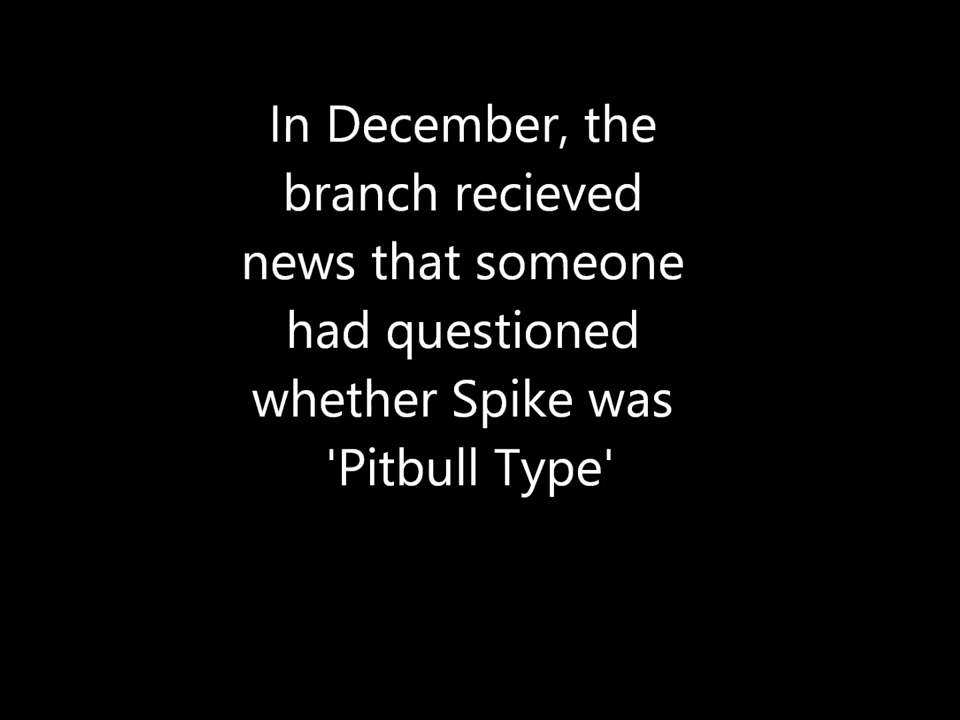 In December, the
branch recieved
news that someone
had questioned
whether Spike was
'Pitbull Type'